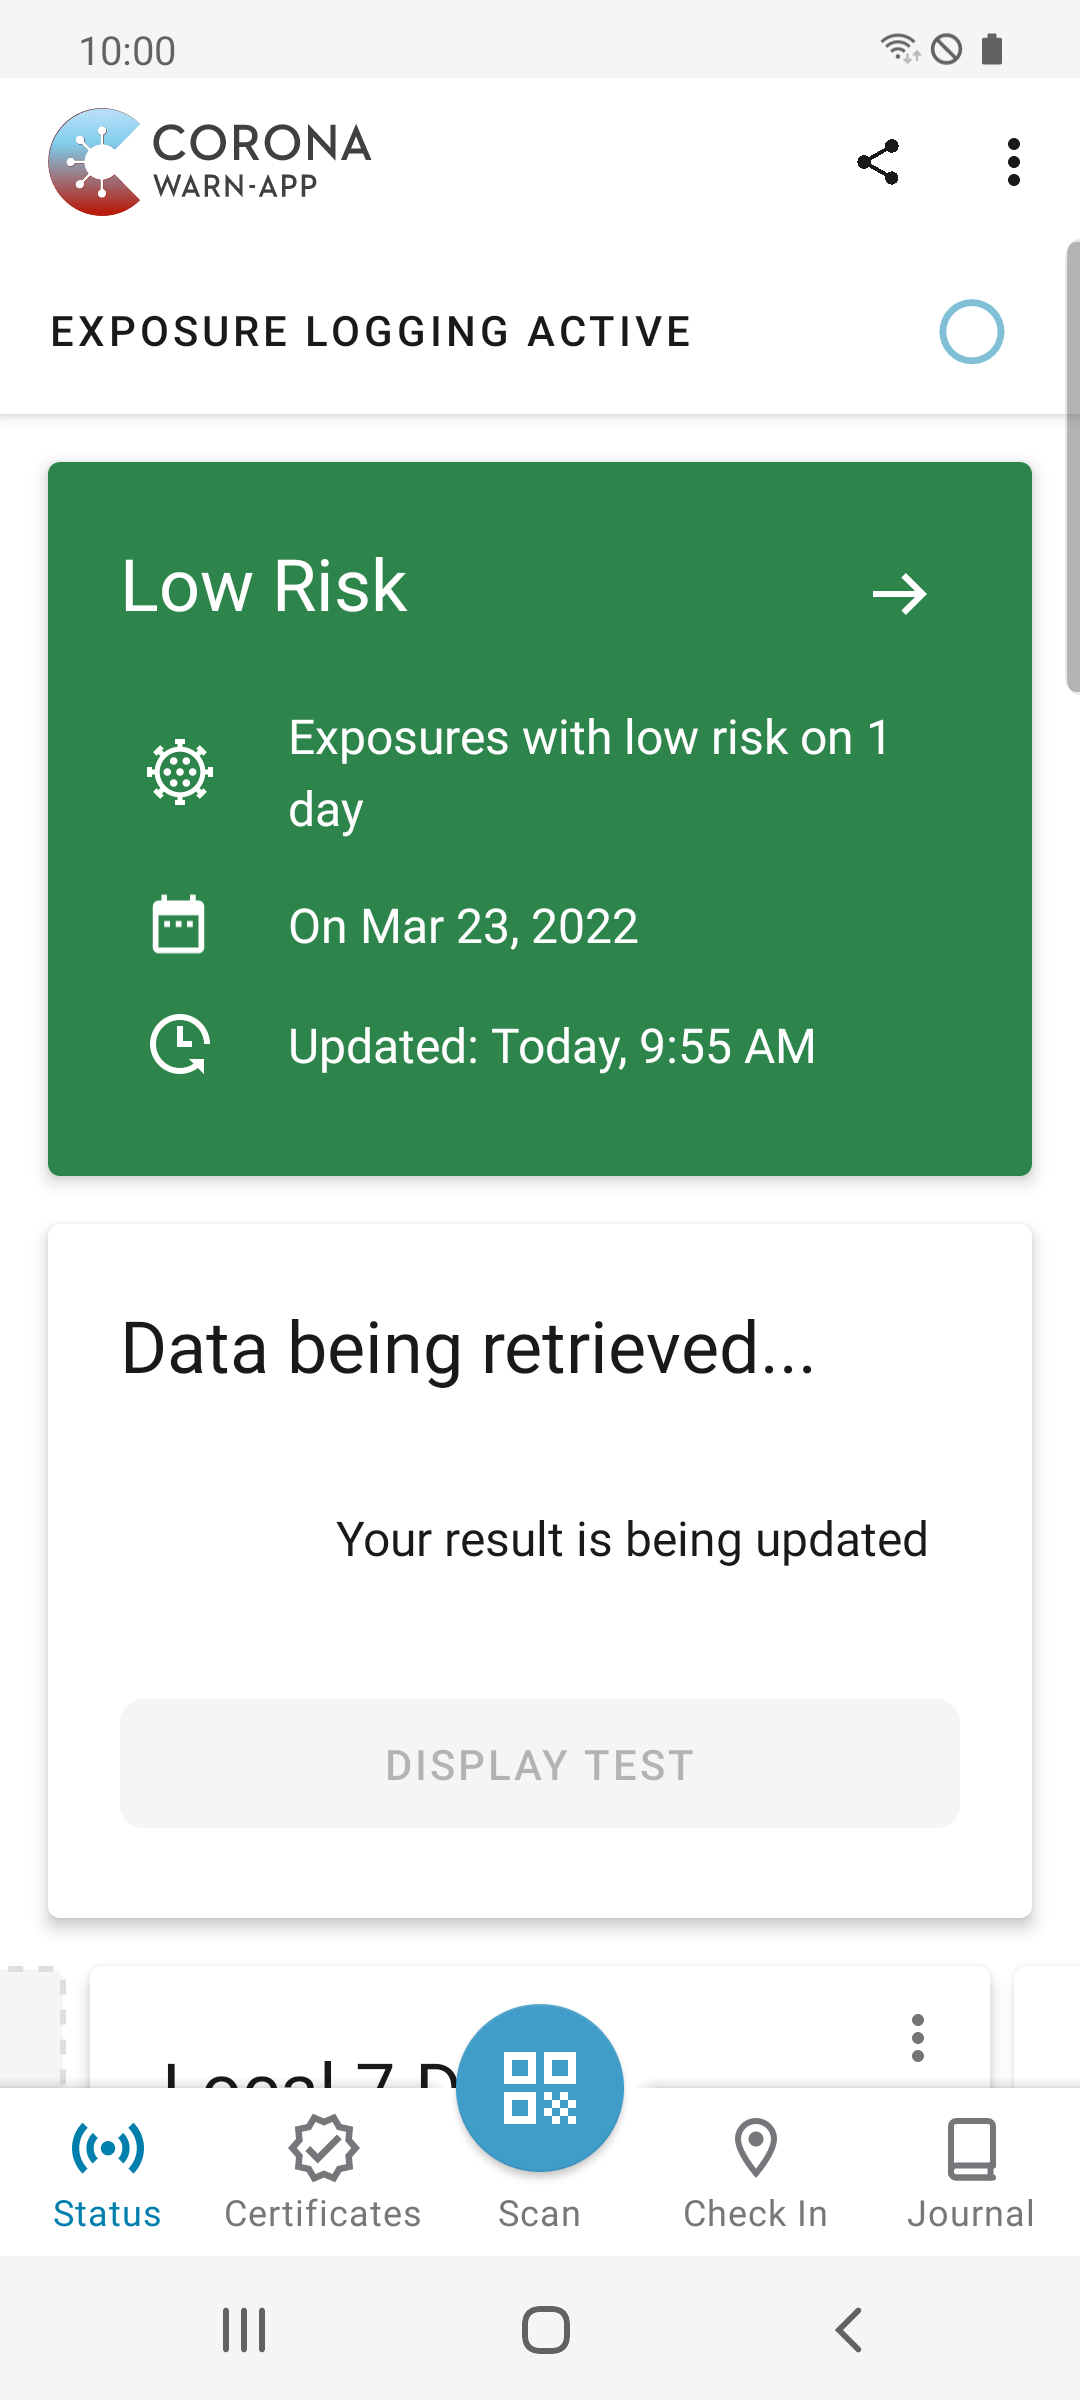 10:00
CORONA
WARN-APP
EXPOSURE LOGGING ACTIVE
Low Risk
Exposures with low risk on 1
day
On Mar 23, 2022
Updated: Today, 9:55 AM
Data being retrieved...
Your result is being updated
DISPLAY TEST
Local 7 D
Status
Certificates
Scan
Check In
Journal